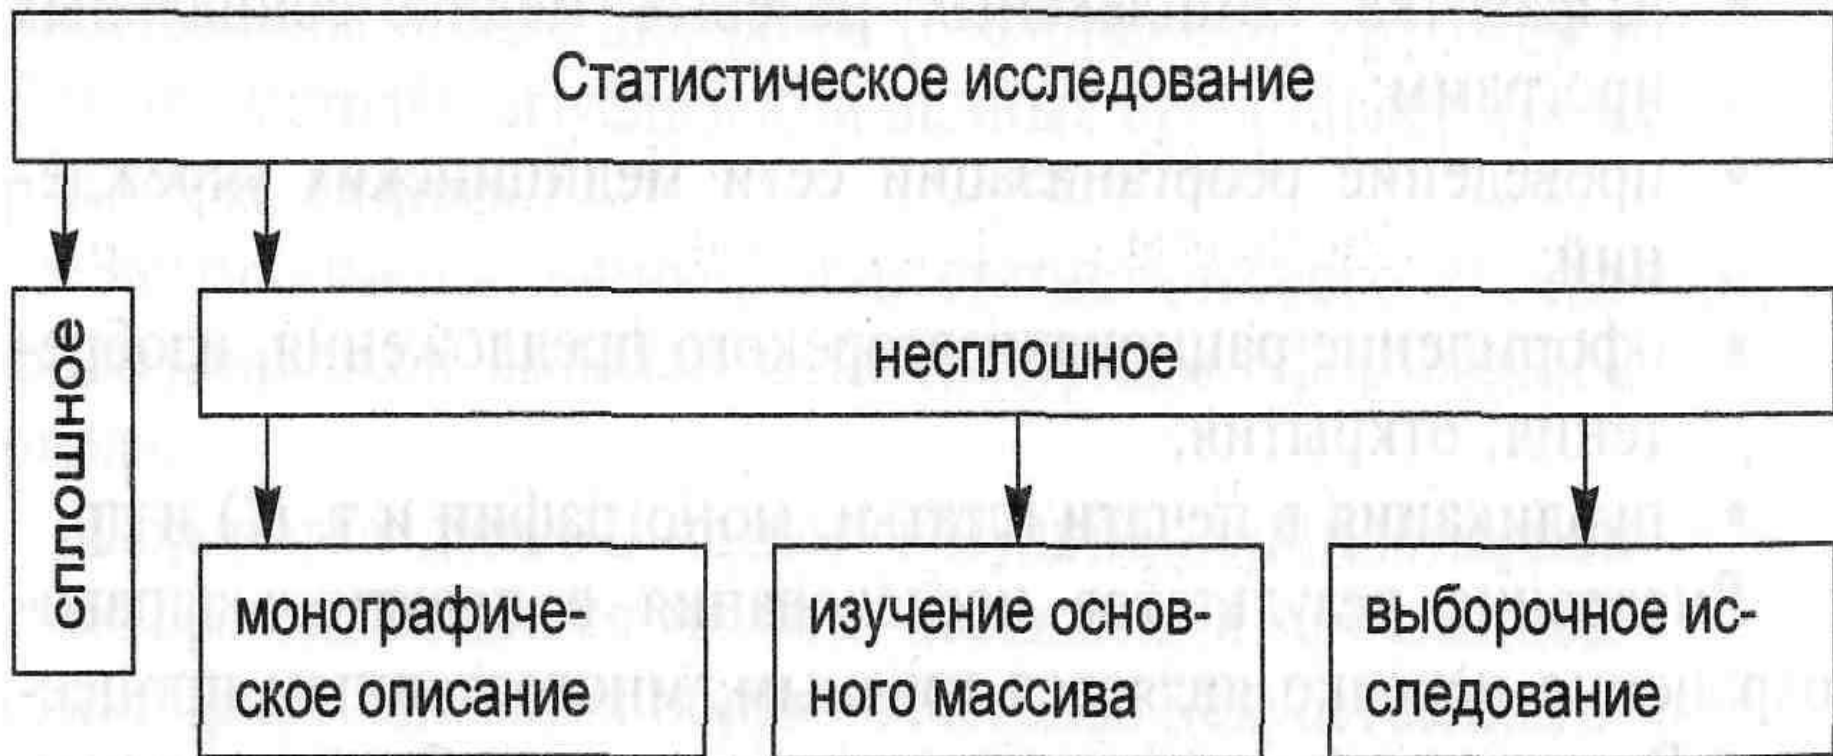 Статистическое исследование
сплошное
несплошное
монографиче-
ское описание
изучение основ-
ного массива
выборочное ис-
следование